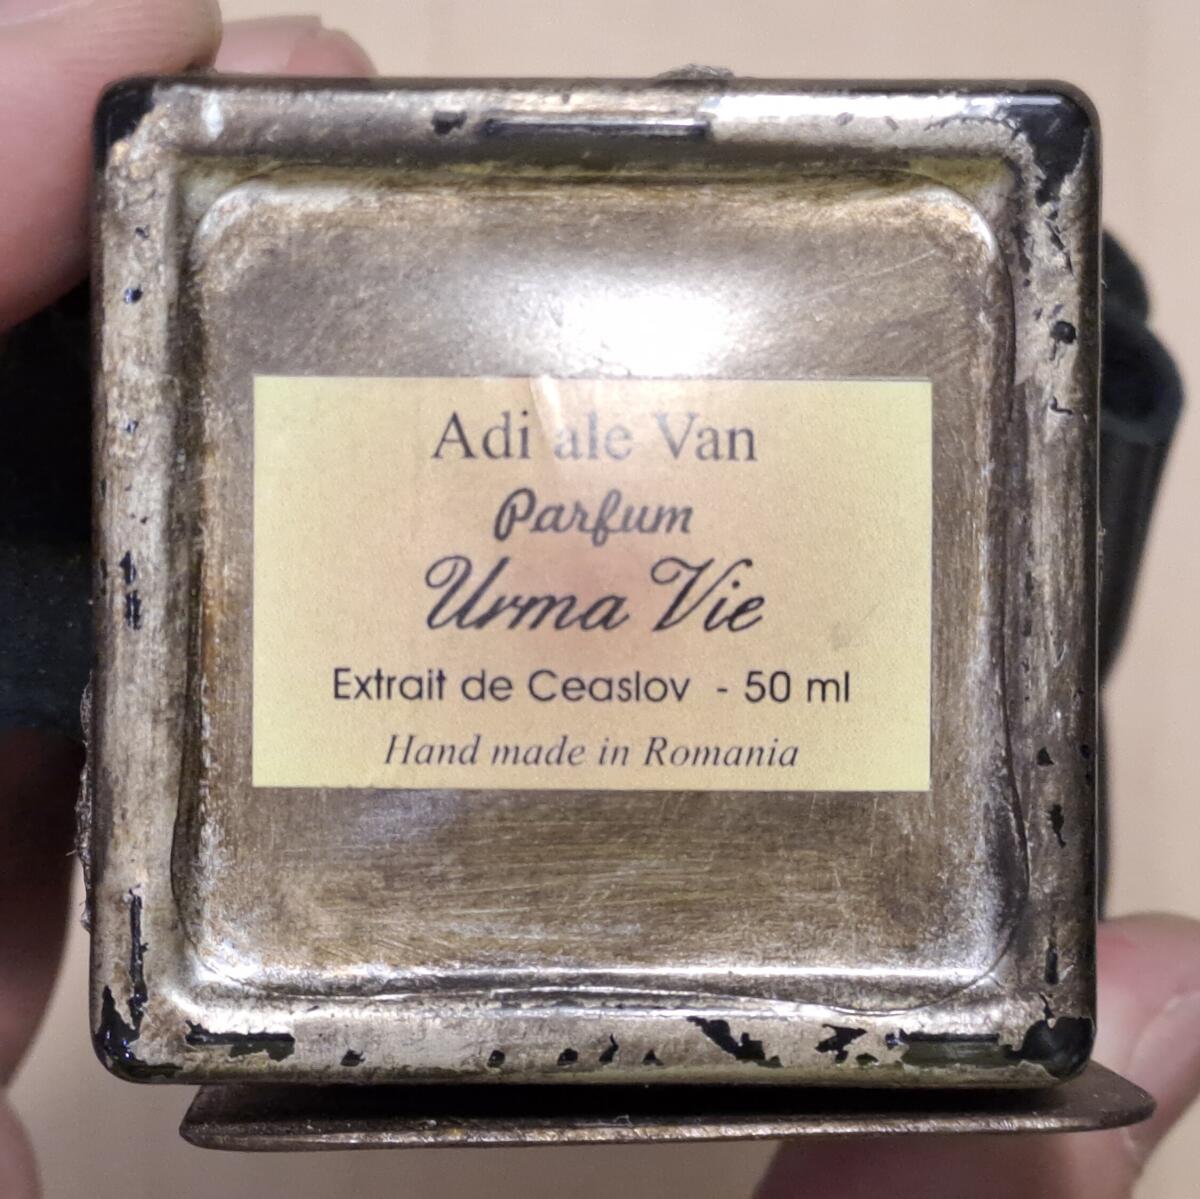 Adi ale Van
Parfum
Urma Vie
Extrait de Ceaslov - 50 ml
Hand made in Romania